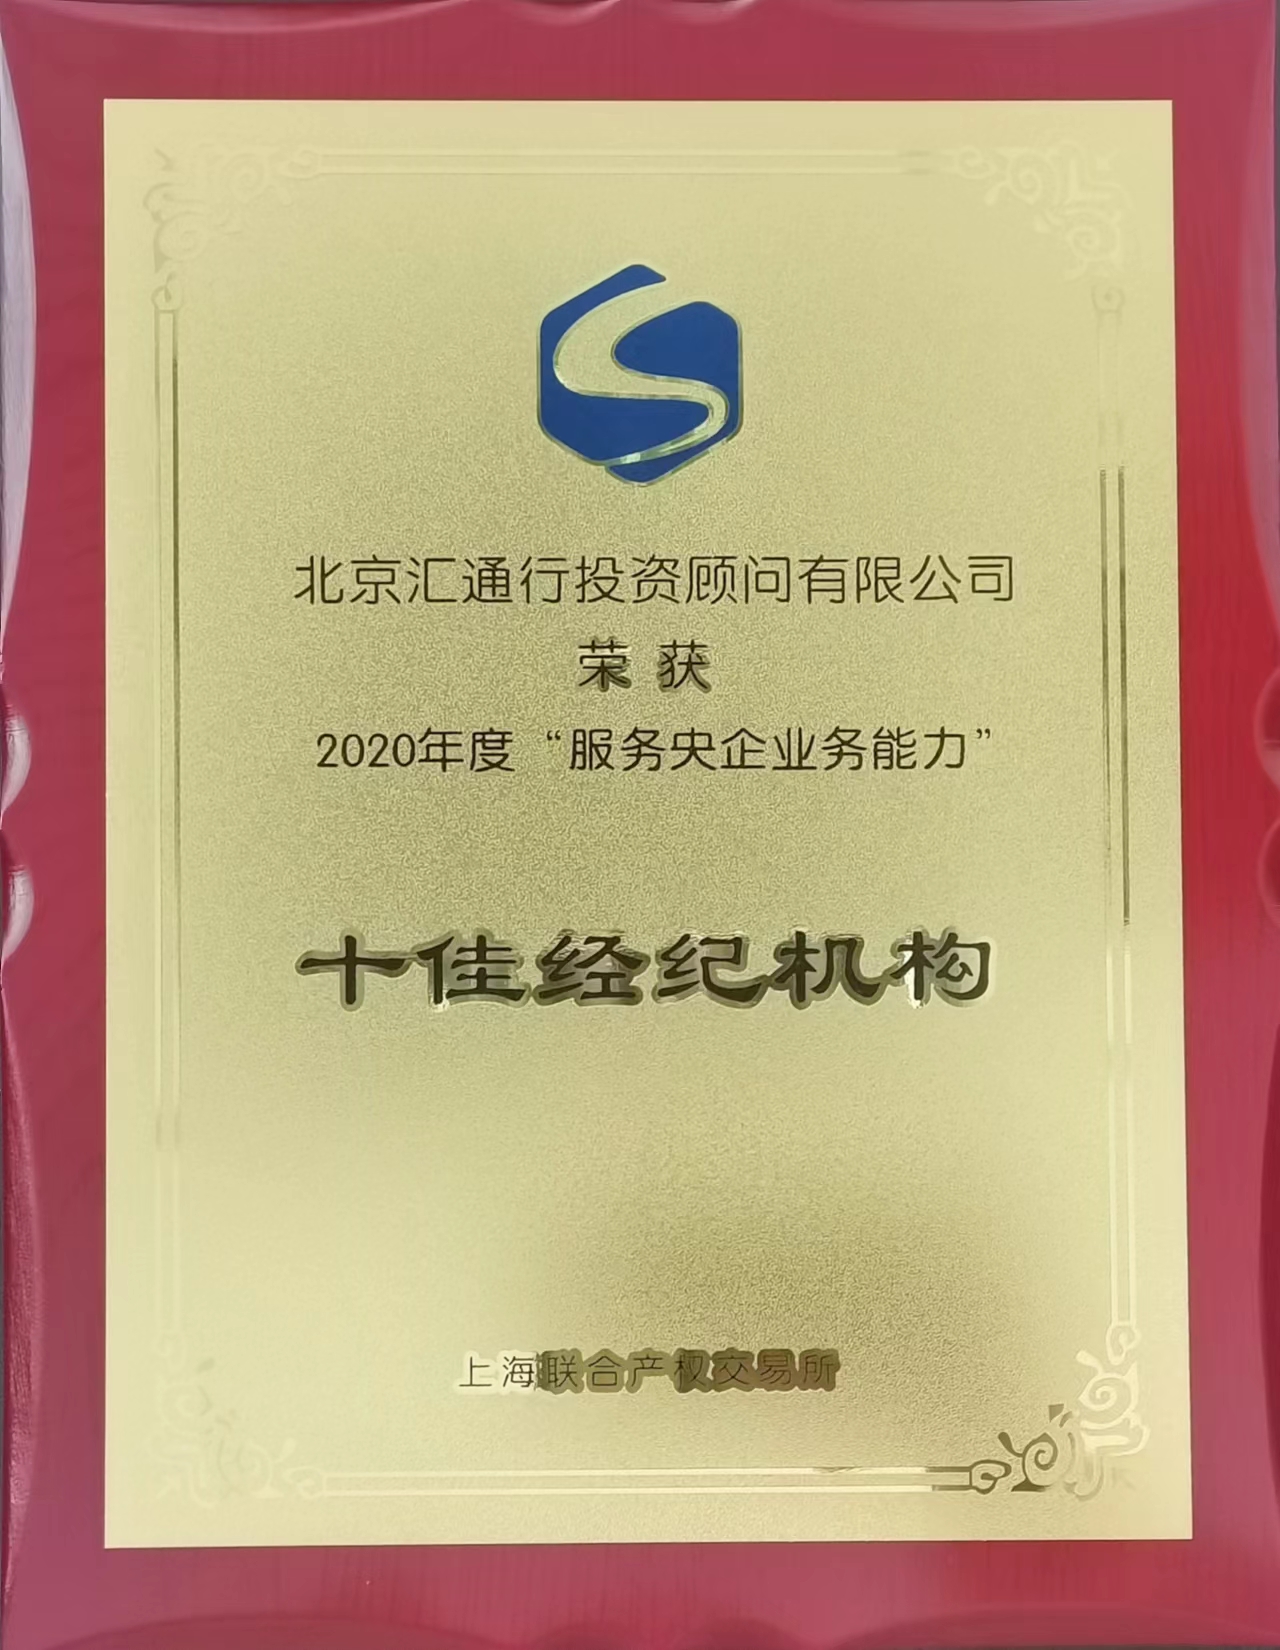 北京汇通行投资顾问有限公司
荣获
2020年度“服务央企业务能力”
十佳经纪机构
上海联合产权交易所